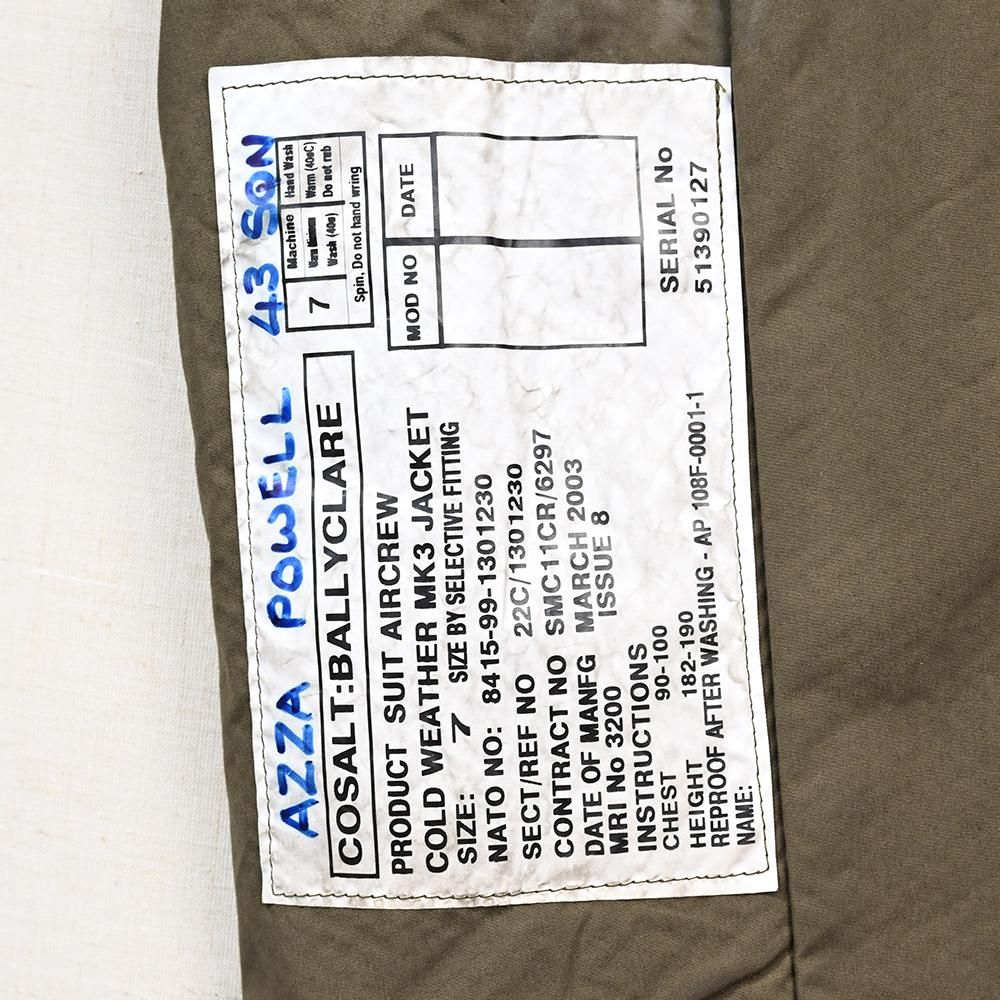 AZZA POWELL 43 SQN
COSALT:BALLYCLARE
PRODUCT SUIT AIRCREW
COLD WEATHER MK3 JACKET
SIZE: 7 SIZE BY SELECTIVE FITTING
NATO NO: 8415-99-1301230
SECT/REF NO 22C/1301230
CONTRACT NO SMC11CR/6297
DATE OF MANFG MARCH 2003
MRI No 3200 ISSUE 8
INSTRUCTIONS
CHEST 90-100
HEIGHT 182-190
REPROOF AFTER WASHING - AP 108F-0001-1
NAME:
7
Machine Hand Wash
Warm Minimum Warm (40oC)
Wash (40o) Do not rub
Spin, Do not hand wring
MOD NO DATE
SERIAL No
51390127